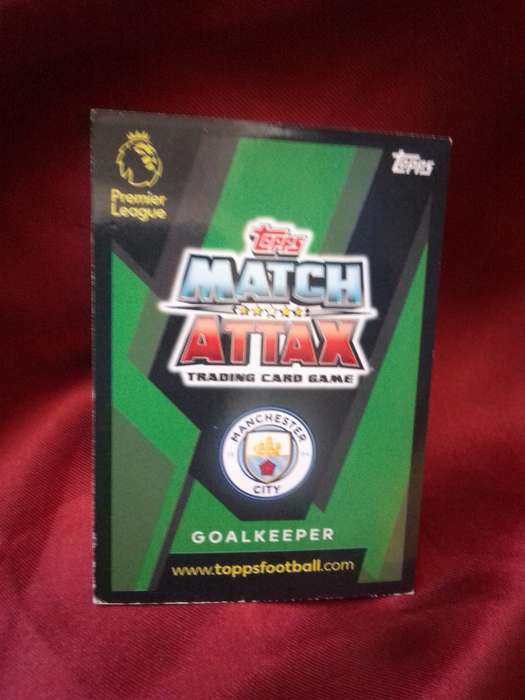 Premier
League
Topps
Topps
MATCH
ATTAX
TRADING CARD GAME
MANCHESTER
CITY
GOALKEEPER
www.toppsfootball.com